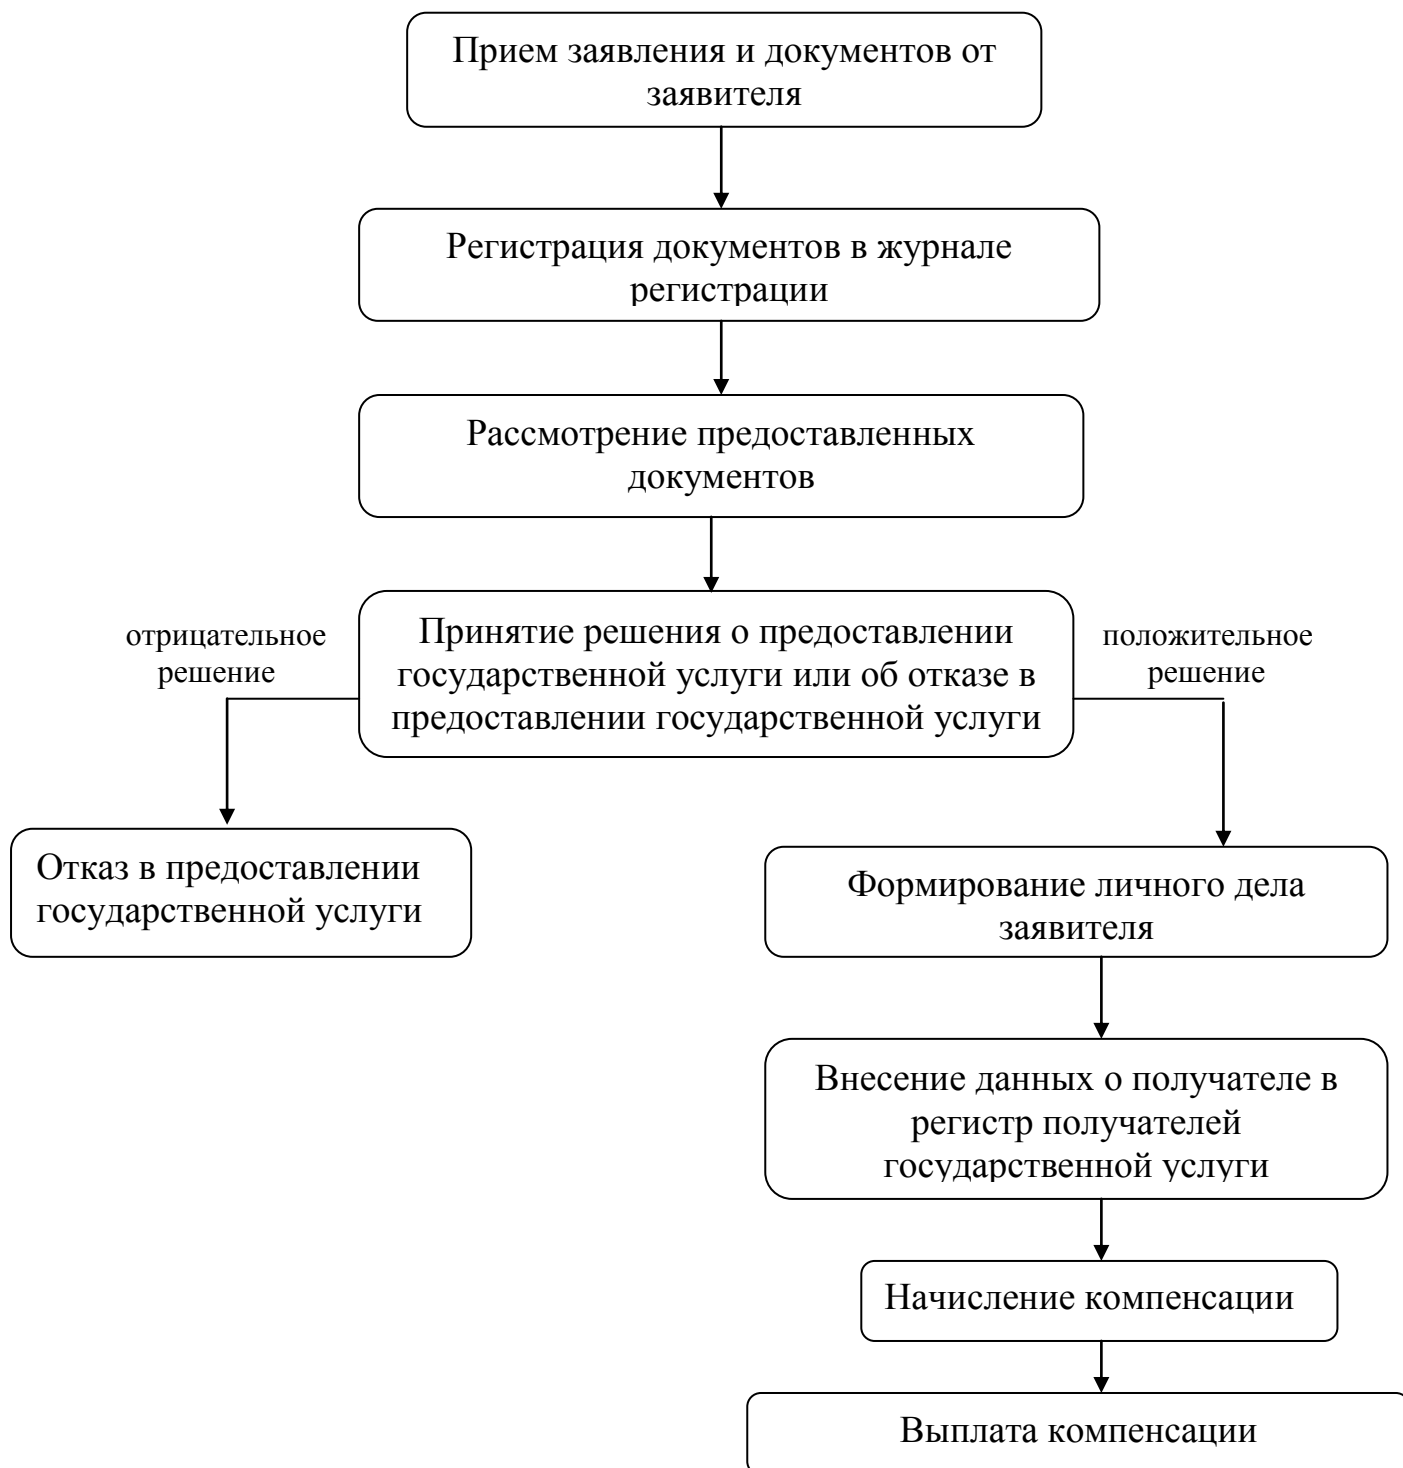 Прием заявления и документов от
заявителя
Регистрация документов в журнале
регистрации
Рассмотрение предоставленных
документов
отрицательное
решение
Принятие решения о предоставлении
государственной услуги или об отказе в
предоставлении государственной услуги
положительное
решение
Отказ в предоставлении
государственной услуги
Формирование личного дела
заявителя
Внесение данных о получателе в
регистр получателей
государственной услуги
Начисление компенсации
Выплата компенсации